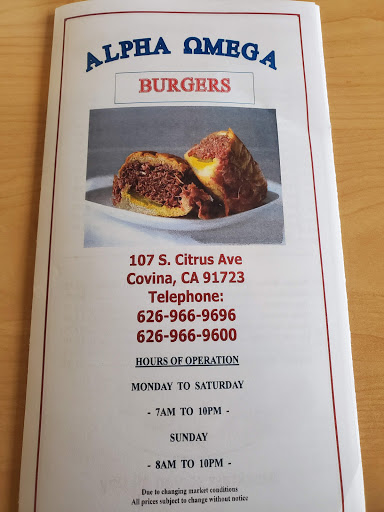 ALPHA ΩMEGA
BURGERS
107 S. Citrus Ave
Covina, CA 91723
Telephone:
626-966-9696
626-966-9600
HOURS OF OPERATION
MONDAY TO SATURDAY
- 7AM TO 10PM -
SUNDAY
- 8AM TO 10PM -
Due to changing market conditions
All prices subject to change without notice